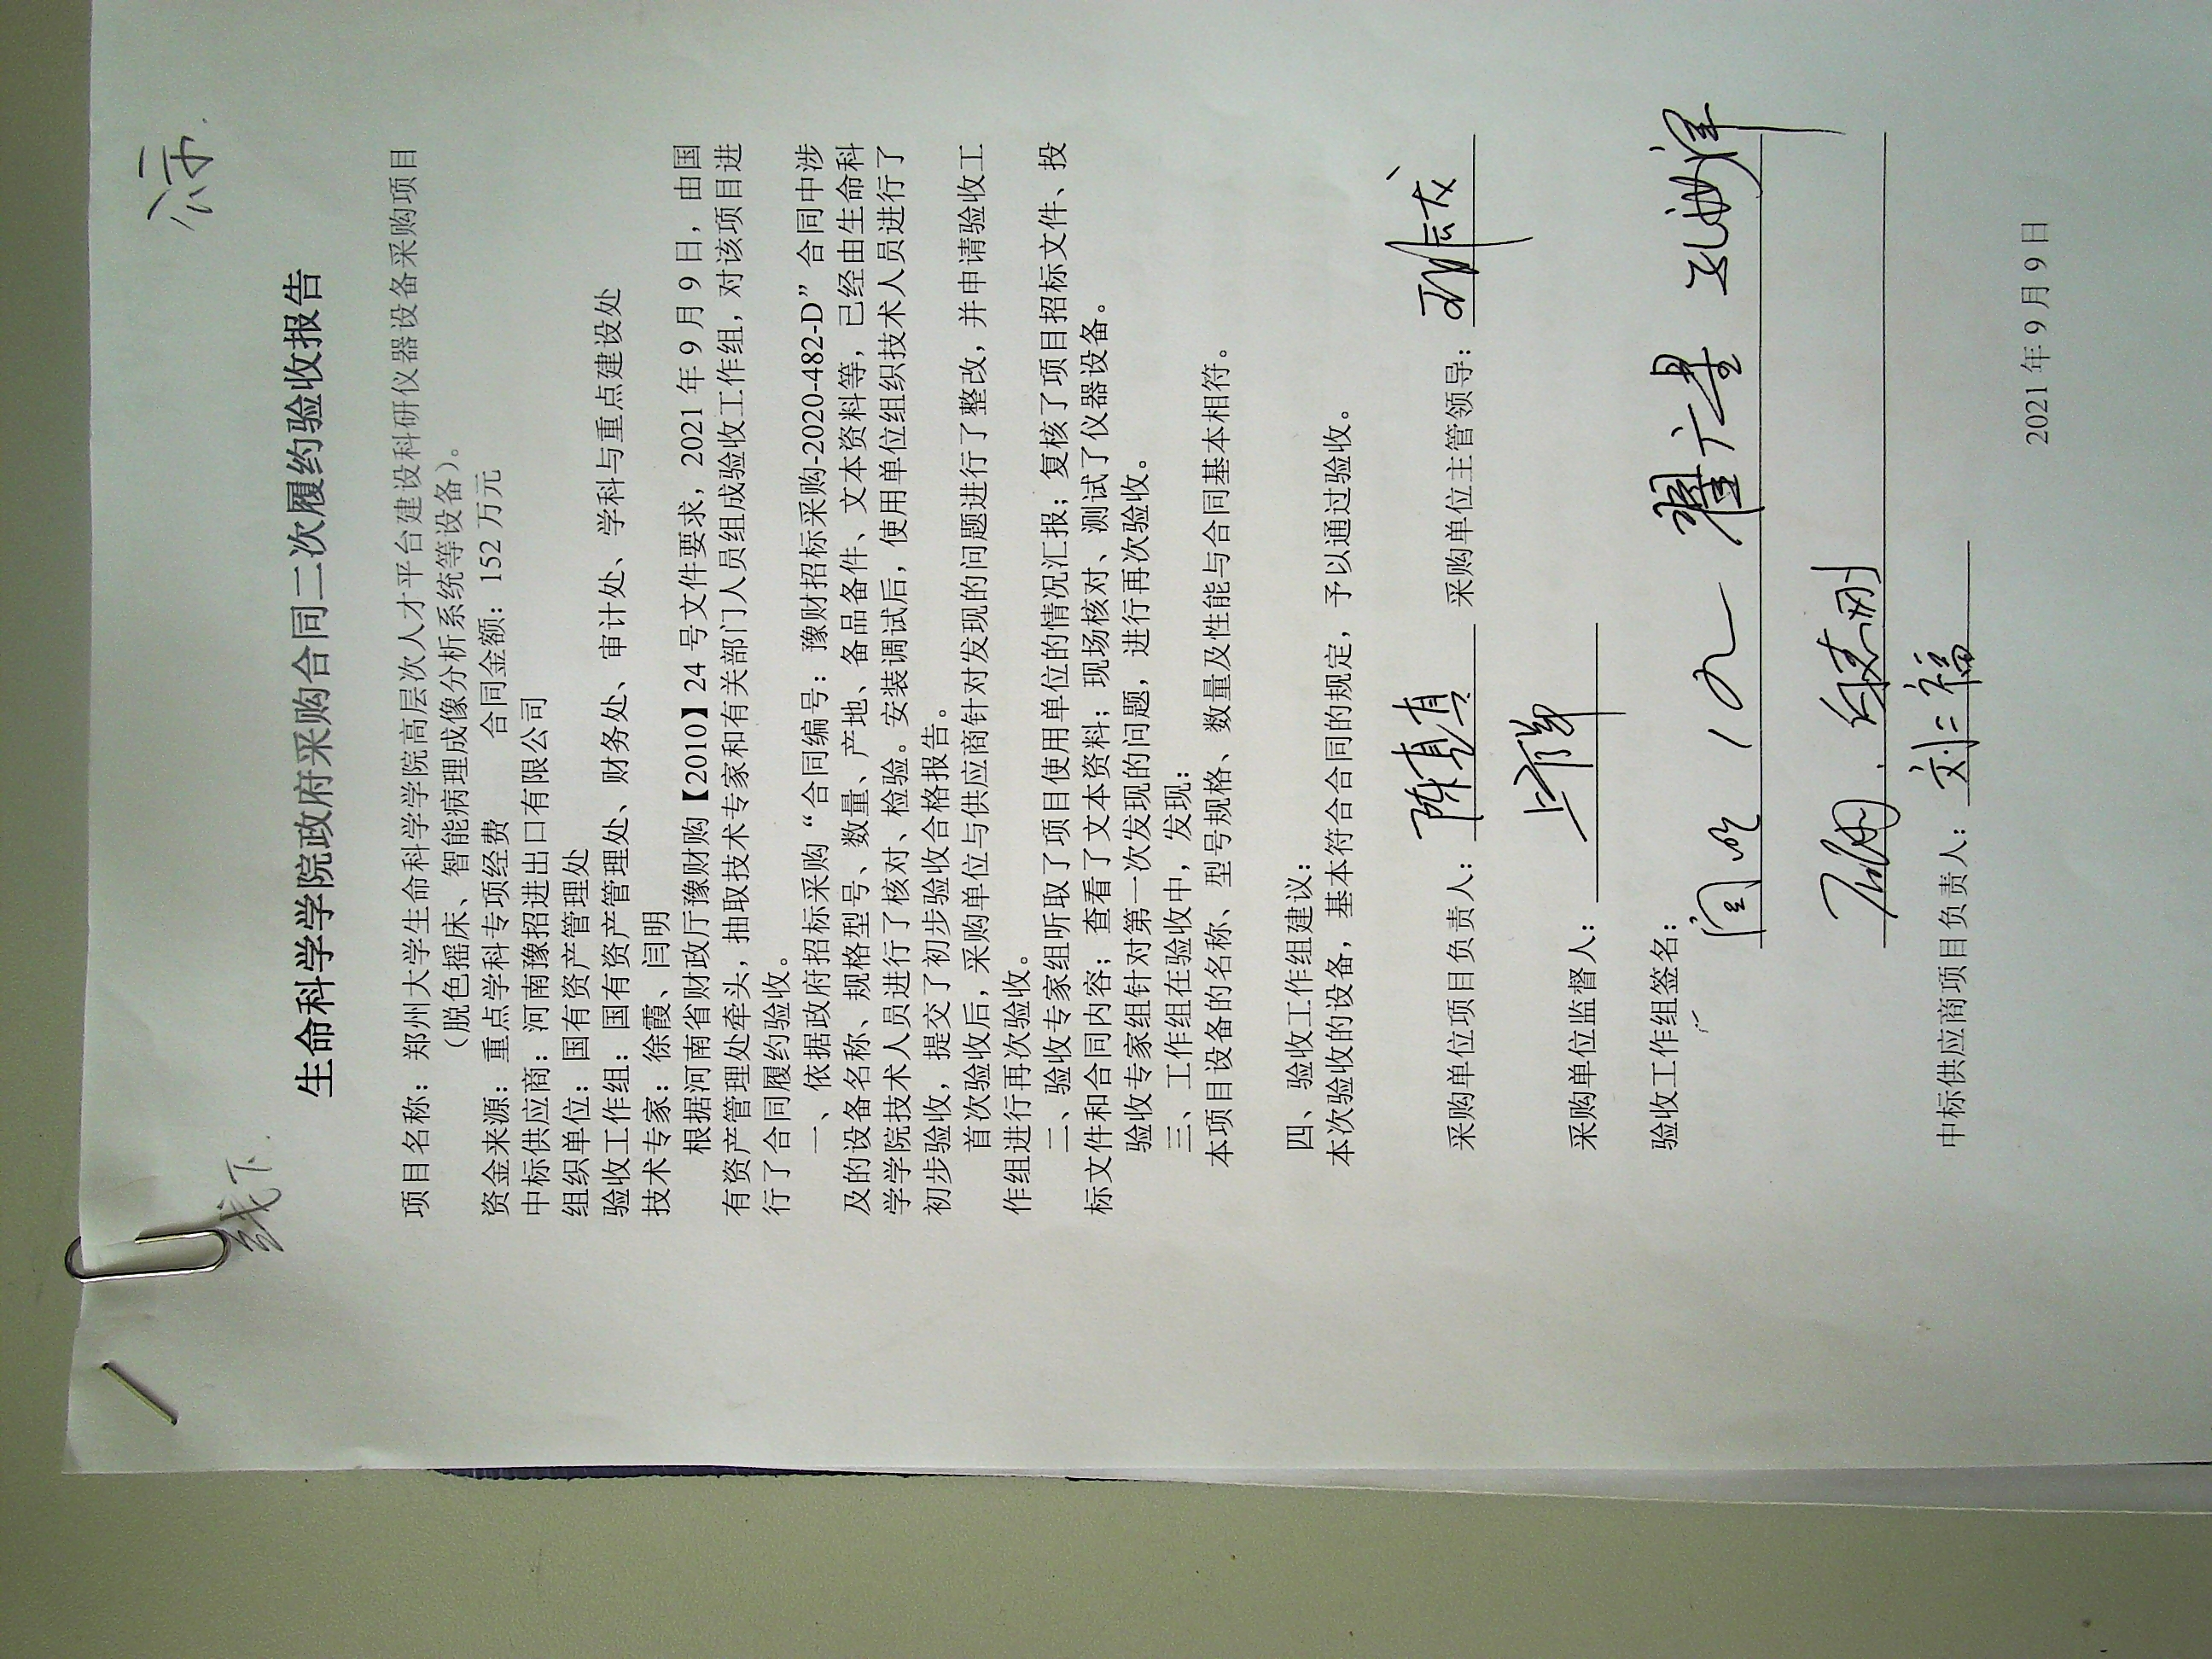 线下.
公示.
生命科学学院政府采购合同二次履约验收报告
项目名称：郑州大学生命科学学院高层次人才平台建设科研仪器设备采购项目
（脱色摇床、智能病理成像分析系统等设备）。
资金来源：重点学科专项经费 合同金额：152 万元
中标供应商：河南豫招进出口有限公司
组织单位：国有资产管理处
验收工作组：国有资产管理处、财务处、审计处、学科与重点建设处
技术专家：徐霞、闫明
根据河南省财政厅豫财购【2010】24 号文件要求，2021 年 9 月 9 日，由国
有资产管理处牵头，抽取技术专家和有关部门人员组成验收工作组，对该项目进
行了合同履约验收。
一、依据政府招标采购“合同编号：豫财招标采购-2020-482-D”合同中涉
及的设备名称、规格型号、数量、产地、备品备件、文本资料等，已经由生命科
学学院技术人员进行了核对、检验。安装调试后，使用单位组织技术人员进行了
初步验收，提交了初步验收合格报告。
首次验收后，采购单位与供应商针对发现的问题进行了整改，并申请验收工
作组进行再次验收。
二、验收专家组听取了项目使用单位的情况汇报；复核了项目招标文件、投
标文件和合同内容；查看了文本资料；现场核对、测试了仪器设备。
验收专家组针对第一次发现的问题，进行再次验收。
三、工作组在验收中，发现：
本项目设备的名称、型号规格、数量及性能与合同基本相符。
四、验收工作组建议：
本次验收的设备，基本符合合同的规定，予以通过验收。
采购单位项目负责人： 采购单位主管领导：
采购单位监督人：
验收工作组签名：
中标供应商项目负责人：刘二福
2021 年 9 月 9 日